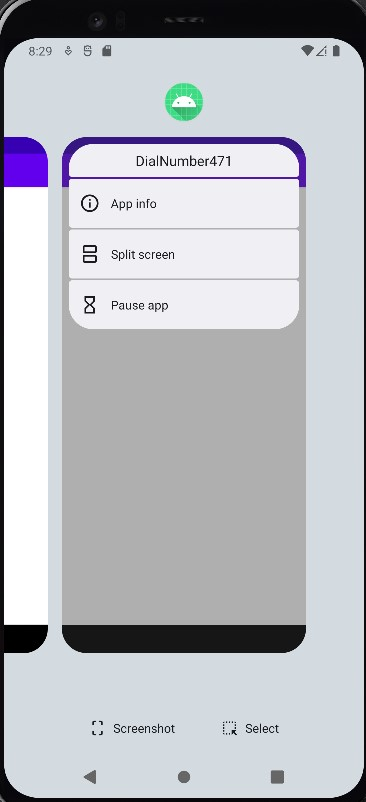 8:29
DialNumber471
App info
Split screen
Pause app
Screenshot
Select